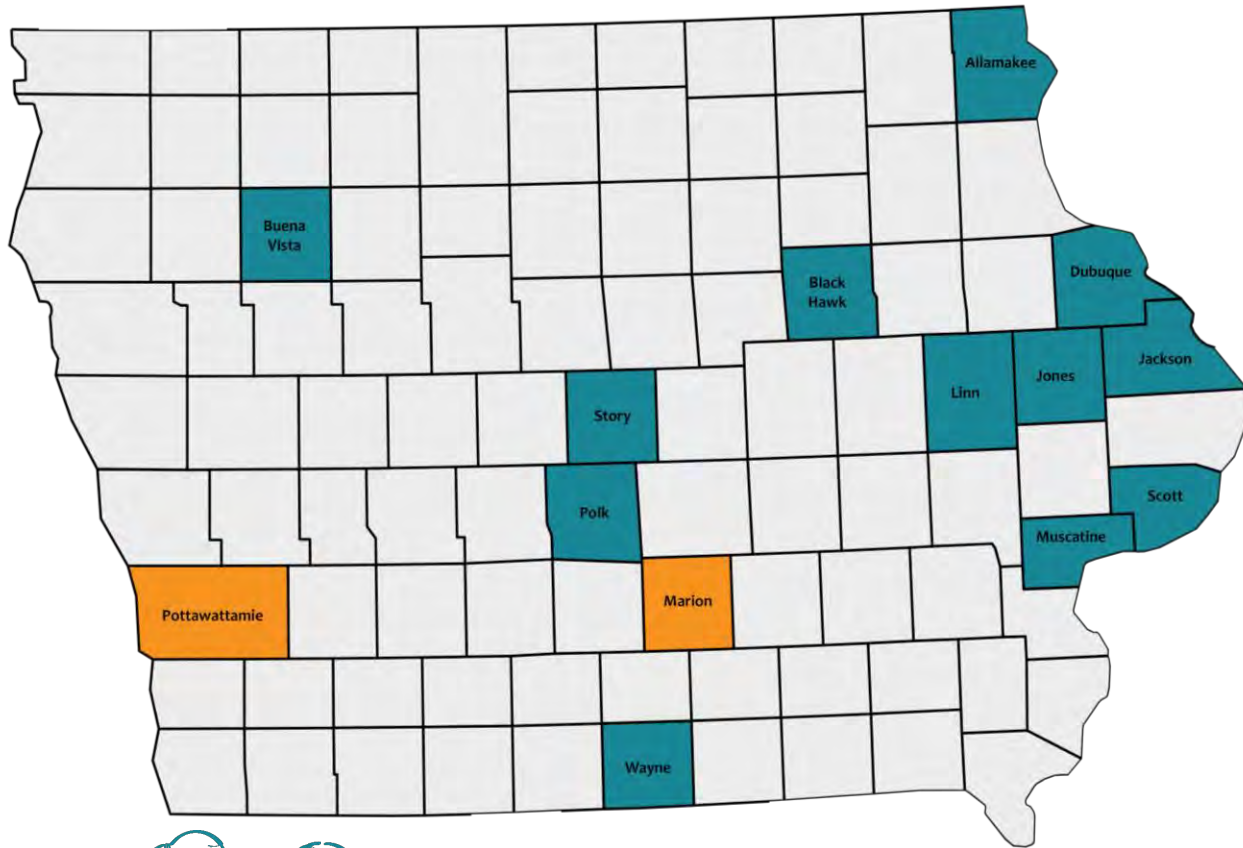 Allamakee
Buena
Vista
Black
Hawk
Dubuque
Jackson
Jones
Linn
Story
Scott
Polk
Muscatine
Marion
Pottawattamie
Wayne